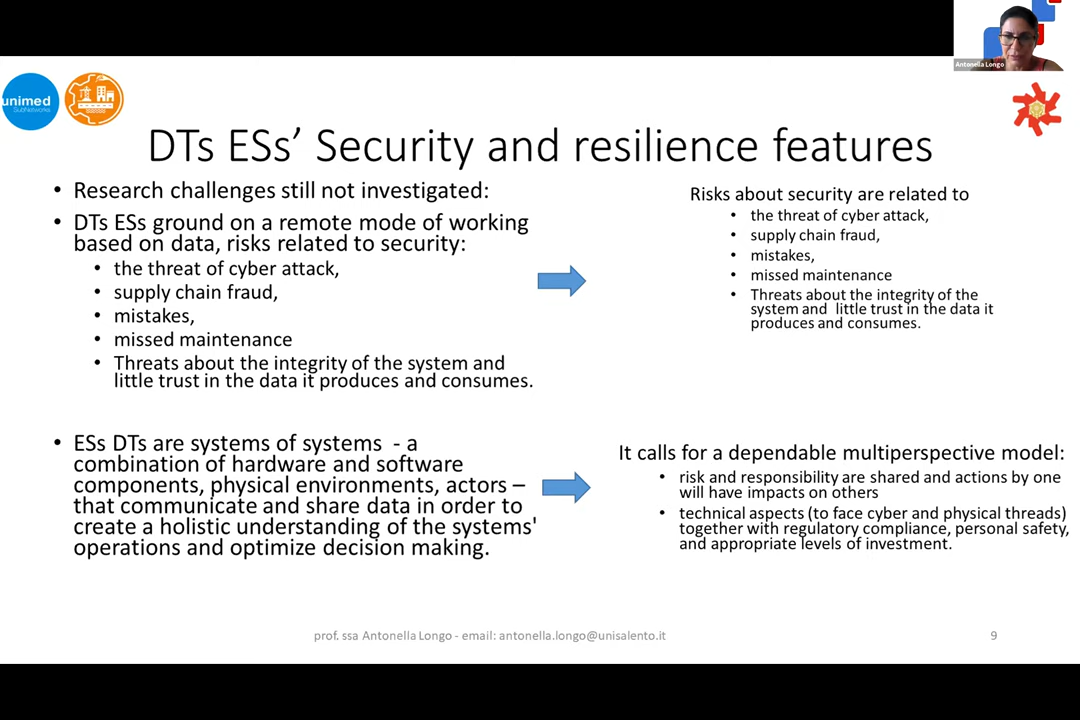 Antonella Longo
unimed
SubNetworks
DTs ESs’ Security and resilience features
• Research challenges still not investigated:
• DTs ESs ground on a remote mode of working
based on data, risks related to security:
• the threat of cyber attack,
• supply chain fraud,
• mistakes,
• missed maintenance
• Threats about the integrity of the system and
little trust in the data it produces and consumes.
• ESs DTs are systems of systems - a
combination of hardware and software
components, physical environments, actors –
that communicate and share data in order to
create a holistic understanding of the systems'
operations and optimize decision making.
Risks about security are related to
• the threat of cyber attack,
• supply chain fraud,
• mistakes,
• missed maintenance
• Threats about the integrity of the
system and little trust in the data it
produces and consumes.
It calls for a dependable multiperspective model:
• risk and responsibility are shared and actions by one
will have impacts on others
• technical aspects (to face cyber and physical threads)
together with regulatory compliance, personal safety,
and appropriate levels of investment.
prof. ssa Antonella Longo - email: antonella.longo@unisalento.it
9